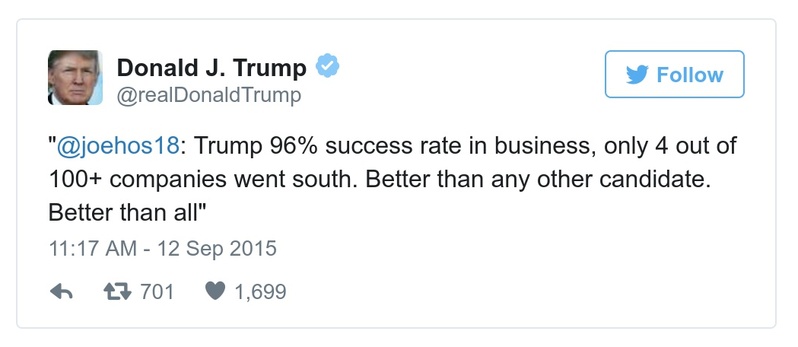 Donald J. Trump
Follow
@realDonaldTrump
"@joehos18: Trump 96% success rate in business, only 4 out of
100+ companies went south. Better than any other candidate.
Better than all"
11:17 AM - 12 Sep 2015
701 1,699